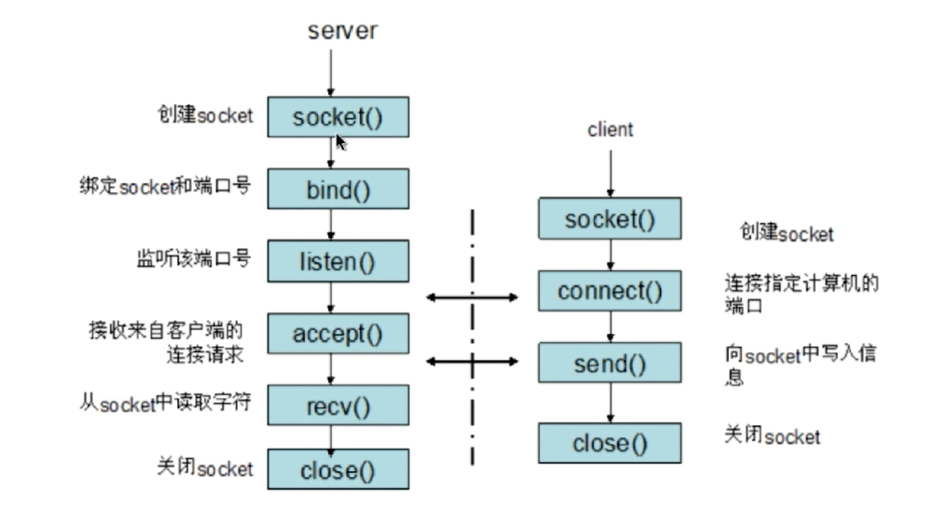 server
创建socket
socket()
绑定socket和端口号
bind()
监听该端口号
listen()
接收来自客户端的
连接请求
accept()
从socket中读取字符
recv()
关闭socket
close()
client
socket()
创建socket
connect()
连接指定计算机的
端口
send()
向socket中写入信
息
close()
关闭socket